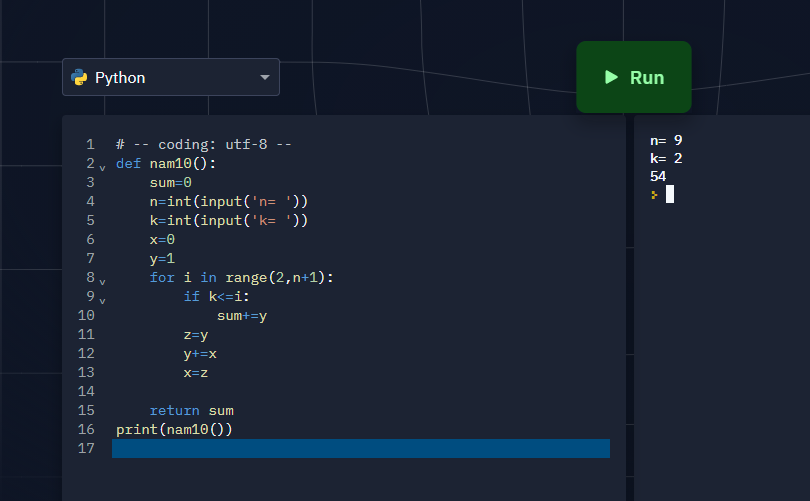 Python
Run
1 # -- coding: utf-8 --
2 def nam10():
3     sum=0
4     n=int(input('n= '))
5     k=int(input('k= '))
6     x=0
7     y=1
8     for i in range(2,n+1):
9         if k<=i:
10             sum+=y
11         z=y
12         y+=x
13         x=z
14
15     return sum
16 print(nam10())
17
n= 9
k= 2
54
>